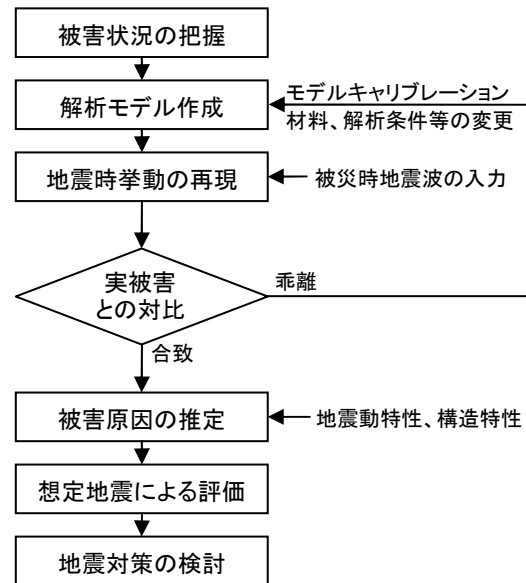 被害状況の把握
解析モデル作成
モデルキャリブレーション
材料、解析条件等の変更
地震時挙動の再現
被災時地震波の入力
実被害
との対比
乖離
合致
被害原因の推定
地震動特性、構造特性
想定地震による評価
地震対策の検討